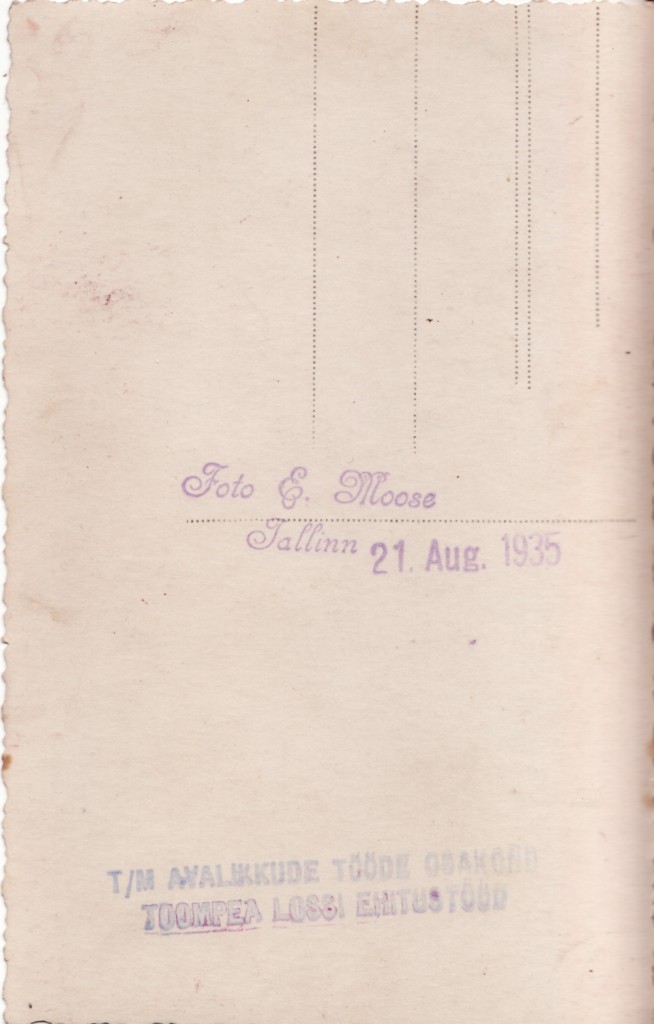 Foto E. Moose
Tallinn 21. Aug. 1935
T/M AVALIKKUDE TÖÖDE OSAKOND
TOOMPEA LOSSI EHITUSTÖÖD